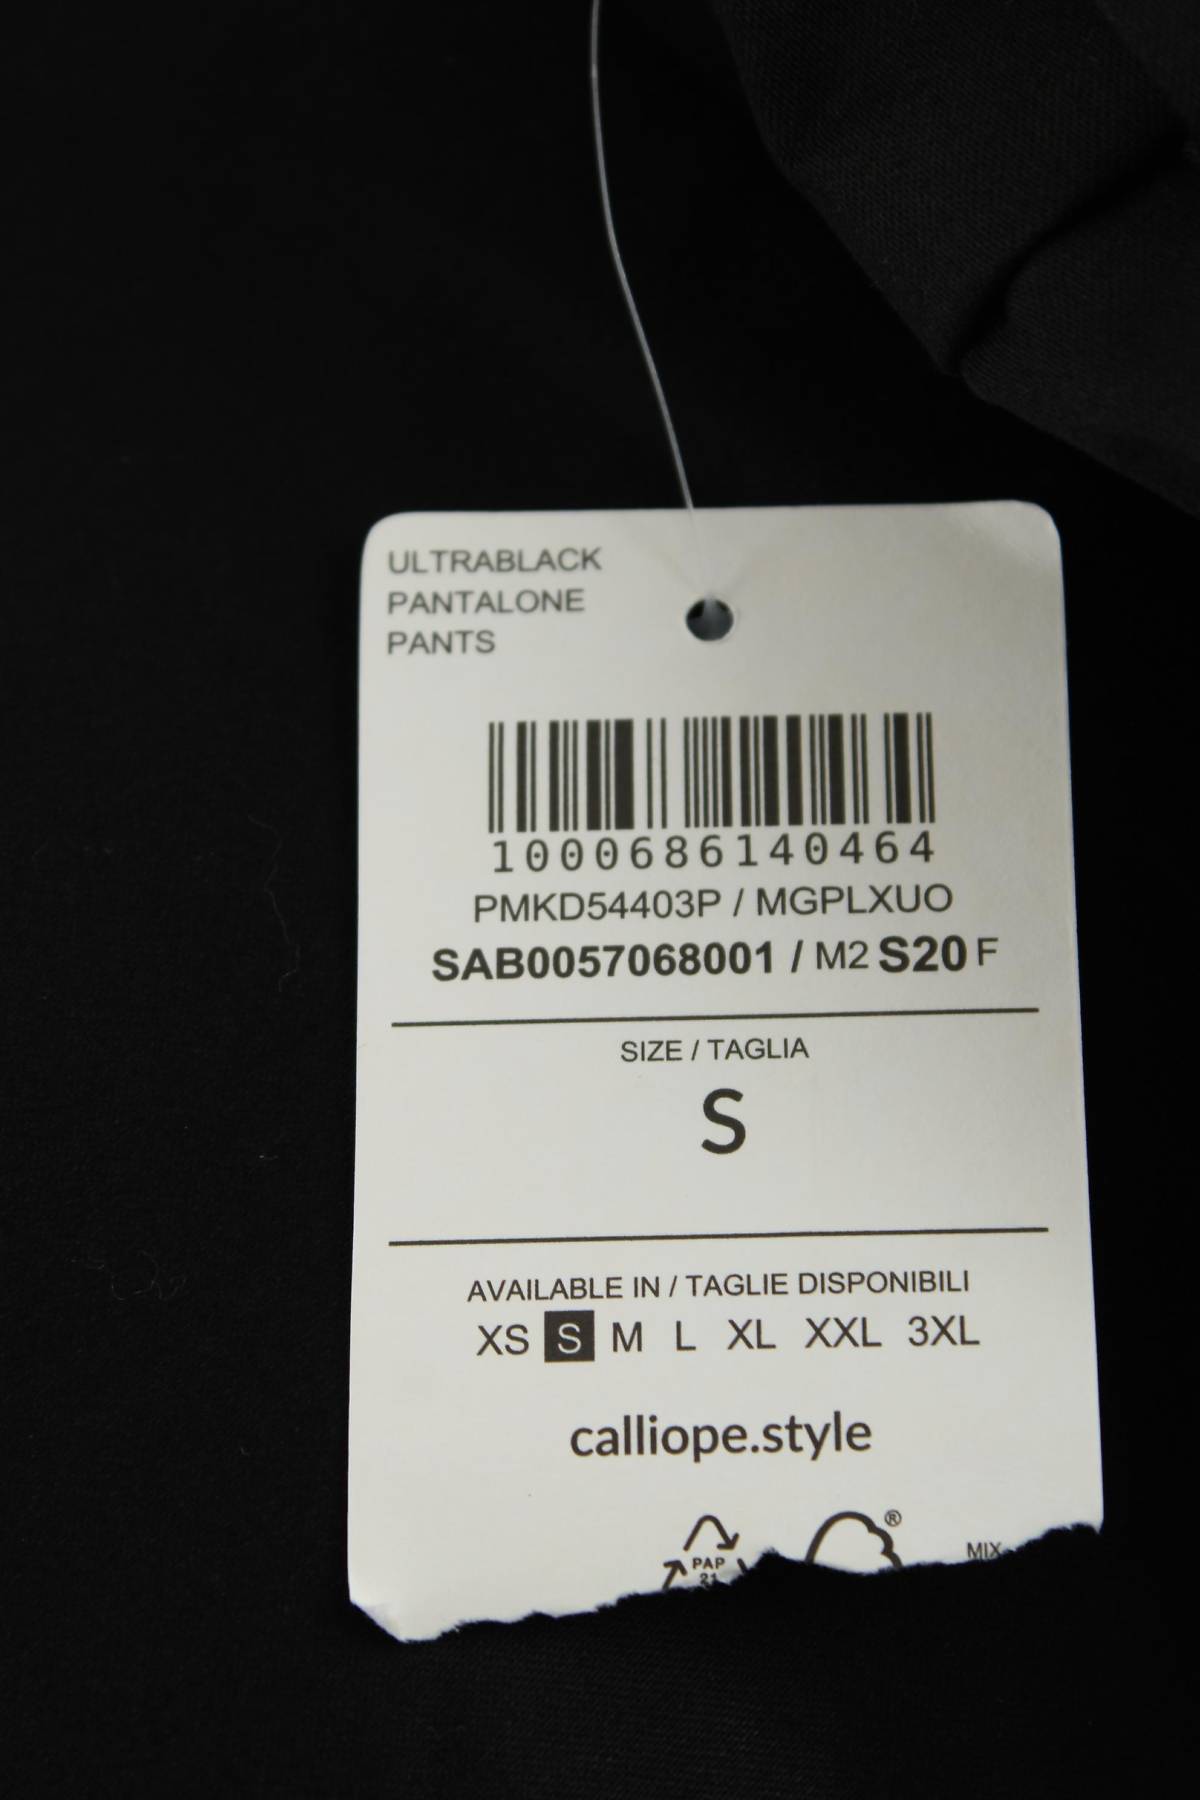 ULTRABLACK
PANTALONE
PANTS
1000686140464
PMKD54403P / MGPLXUO
SAB0057068001 / M2 S20 F
SIZE / TAGLIA
S
AVAILABLE IN / TAGLIE DISPONIBILI
XS S M L XL XXL 3XL
calliope.style
®
PAP
21
MIX